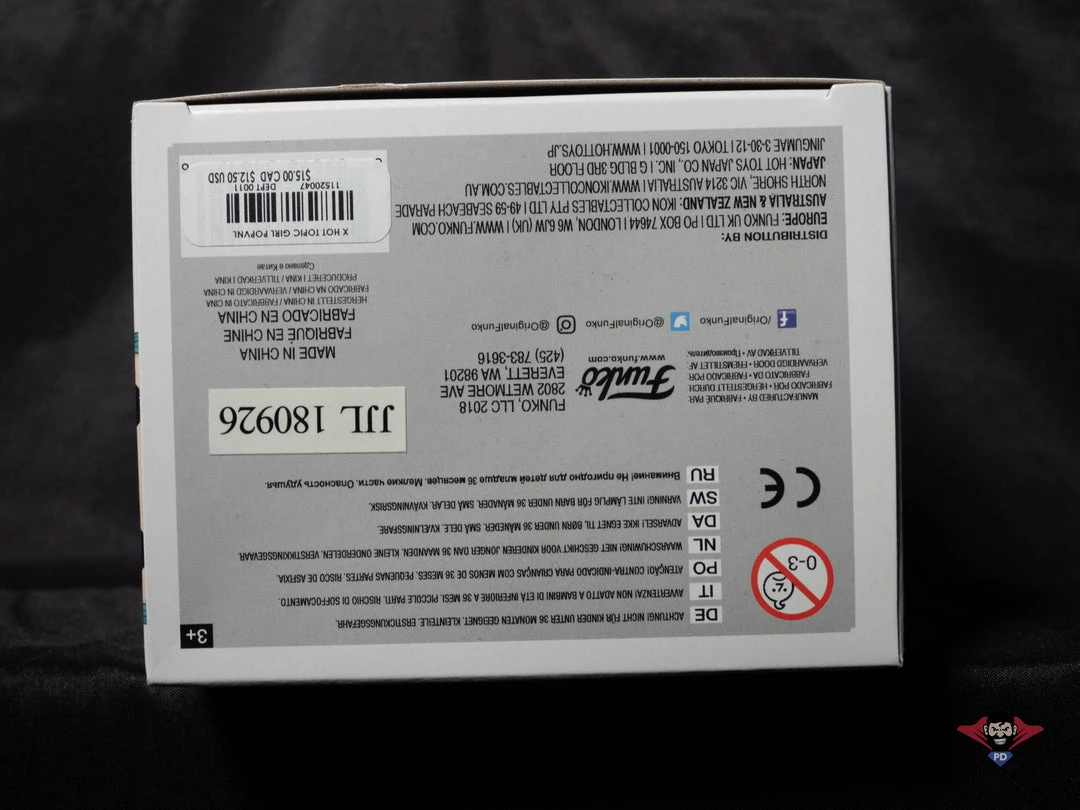 DE ACHTUNG! NICHT FÜR KINDER UNTER 36 MONATEN GEEIGNET. KLEINTEILE. ERSTICKUNGSGEFAHR.
IT AVVERTENZA! NON ADATTO A BAMBINI DI ETÀ INFERIORE A 36 MESI. PICCOLE PARTI. RISCHIO DI SOFFOCAMENTO.
PO ATENÇÃO! CONTRA-INDICADO PARA CRIANÇAS COM MENOS DE 36 MESES. PEQUENAS PARTES. RISCO DE ASFIXIA.
NL WAARSCHUWING! NIET GESCHIKT VOOR KINDEREN JONGER DAN 36 MAANDEN. KLEINE ONDERDELEN. VERSTIKKINGSGEVAAR.
DA ADVARSEL! IKKE EGNET TIL BØRN UNDER 36 MÅNEDER. SMÅ DELE. KVÆLNINGSFARE.
SW VARNING! INTE LÄMPLIG FÖR BARN UNDER 36 MÅNADER. SMÅ DELAR. KVÄVNINGSRISK.
RU Внимание! Не пригодно для детей младше 36 месяцев. Мелкие части. Опасность удушья.
3+
0-3
CE
MANUFACTURED BY • FABRIQUÉ PAR:
FABRICADO POR • HERGESTELLT DURCH:
FABBRICATO DA • FABRICADO POR:
VERVAARDIGD DOOR • FREMSTILLET AF:
TILLVERKAD AV • Производитель:
Funko
www.funko.com
FUNKO, LLC 2018
2802 WETMORE AVE
EVERETT, WA 98201
(425) 783-3616
JJL 180926
/OriginalFunko
@OriginalFunko
@OriginalFunko
MADE IN CHINA
FABRIQUÉ EN CHINE
FABRICADO EN CHINA
HERGESTELLT IN CHINA / FABBRICATO IN CINA
FABRICADO NA CHINA / VERVAARDIGD IN CHINA
PRODUCERET I KINA / TILLVERKAD I KINA
Сделано в Китае
DISTRIBUTION BY:
EUROPE: FUNKO UK LTD | PO BOX 74644 | LONDON, W6 6JW (UK) | WWW.FUNKO.COM
AUSTRALIA & NEW ZEALAND: IKON COLLECTABLES PTY LTD | 49-59 SEABEACH PARADE
NORTH SHORE, VIC 3214 AUSTRALIA | WWW.IKONCOLLECTABLES.COM.AU
JAPAN: HOT TOYS JAPAN CO., INC. | G BLDG 3RD FLOOR
JINGUMAE 3-30-12 | TOKYO 150-0001 | WWW.HOTTOYS.JP
X HOT TOPIC GIRL POPVNL
11520047
DEPT 0011
$15.00 CAD $12.50 USD
PD